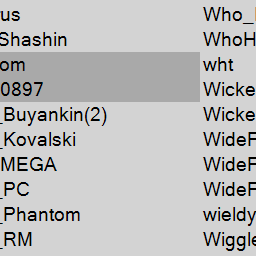 rus
Shashin
om
0897
_Buyankin(2)
_Kovalski
MEGA
_PC
_Phantom
_RM
Who_
WhoH
wht
Wicke
Wicke
WideF
WideF
WideF
wieldy
Wiggle